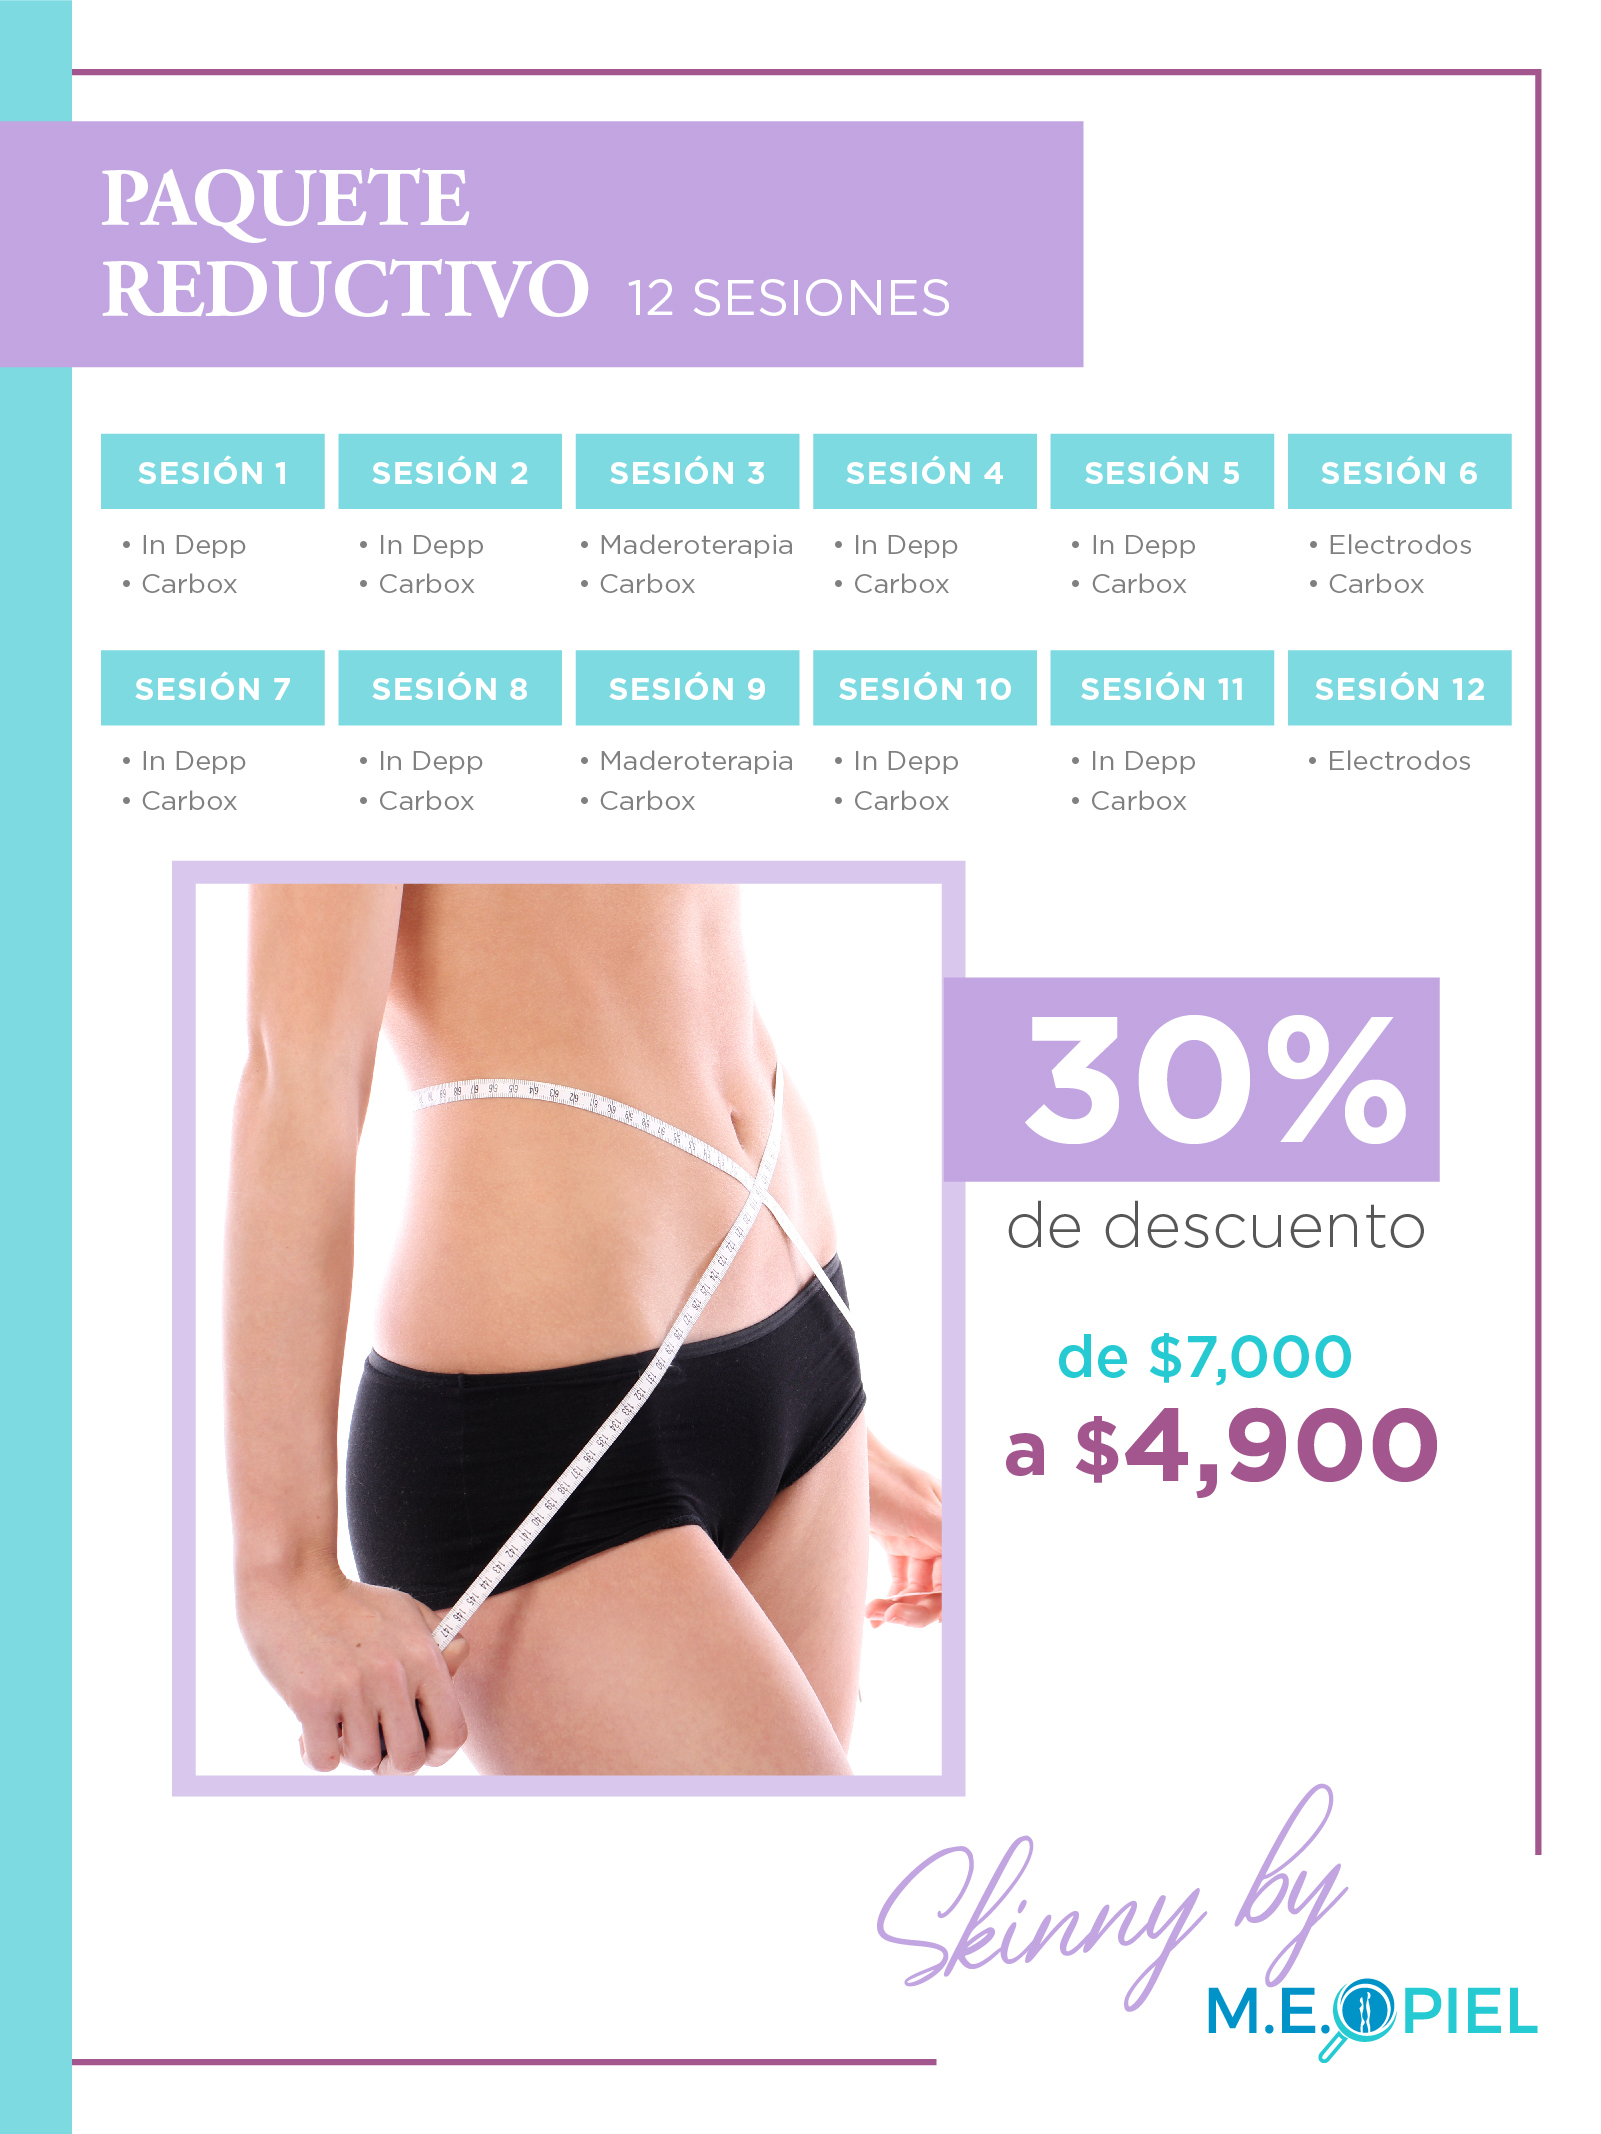 PAQUETE
REDUCTIVO 12 SESIONES
SESIÓN 1
• In Depp
• Carbox
SESIÓN 2
• In Depp
• Carbox
SESIÓN 3
• Maderoterapia
• Carbox
SESIÓN 4
• In Depp
• Carbox
SESIÓN 5
• In Depp
• Carbox
SESIÓN 6
• Electrodos
• Carbox
SESIÓN 7
• In Depp
• Carbox
SESIÓN 8
• In Depp
• Carbox
SESIÓN 9
• Maderoterapia
• Carbox
SESIÓN 10
• In Depp
• Carbox
SESIÓN 11
• In Depp
• Carbox
SESIÓN 12
• Electrodos
30%
de descuento
de $7,000
a $4,900
Skinny by
M.E. PIEL